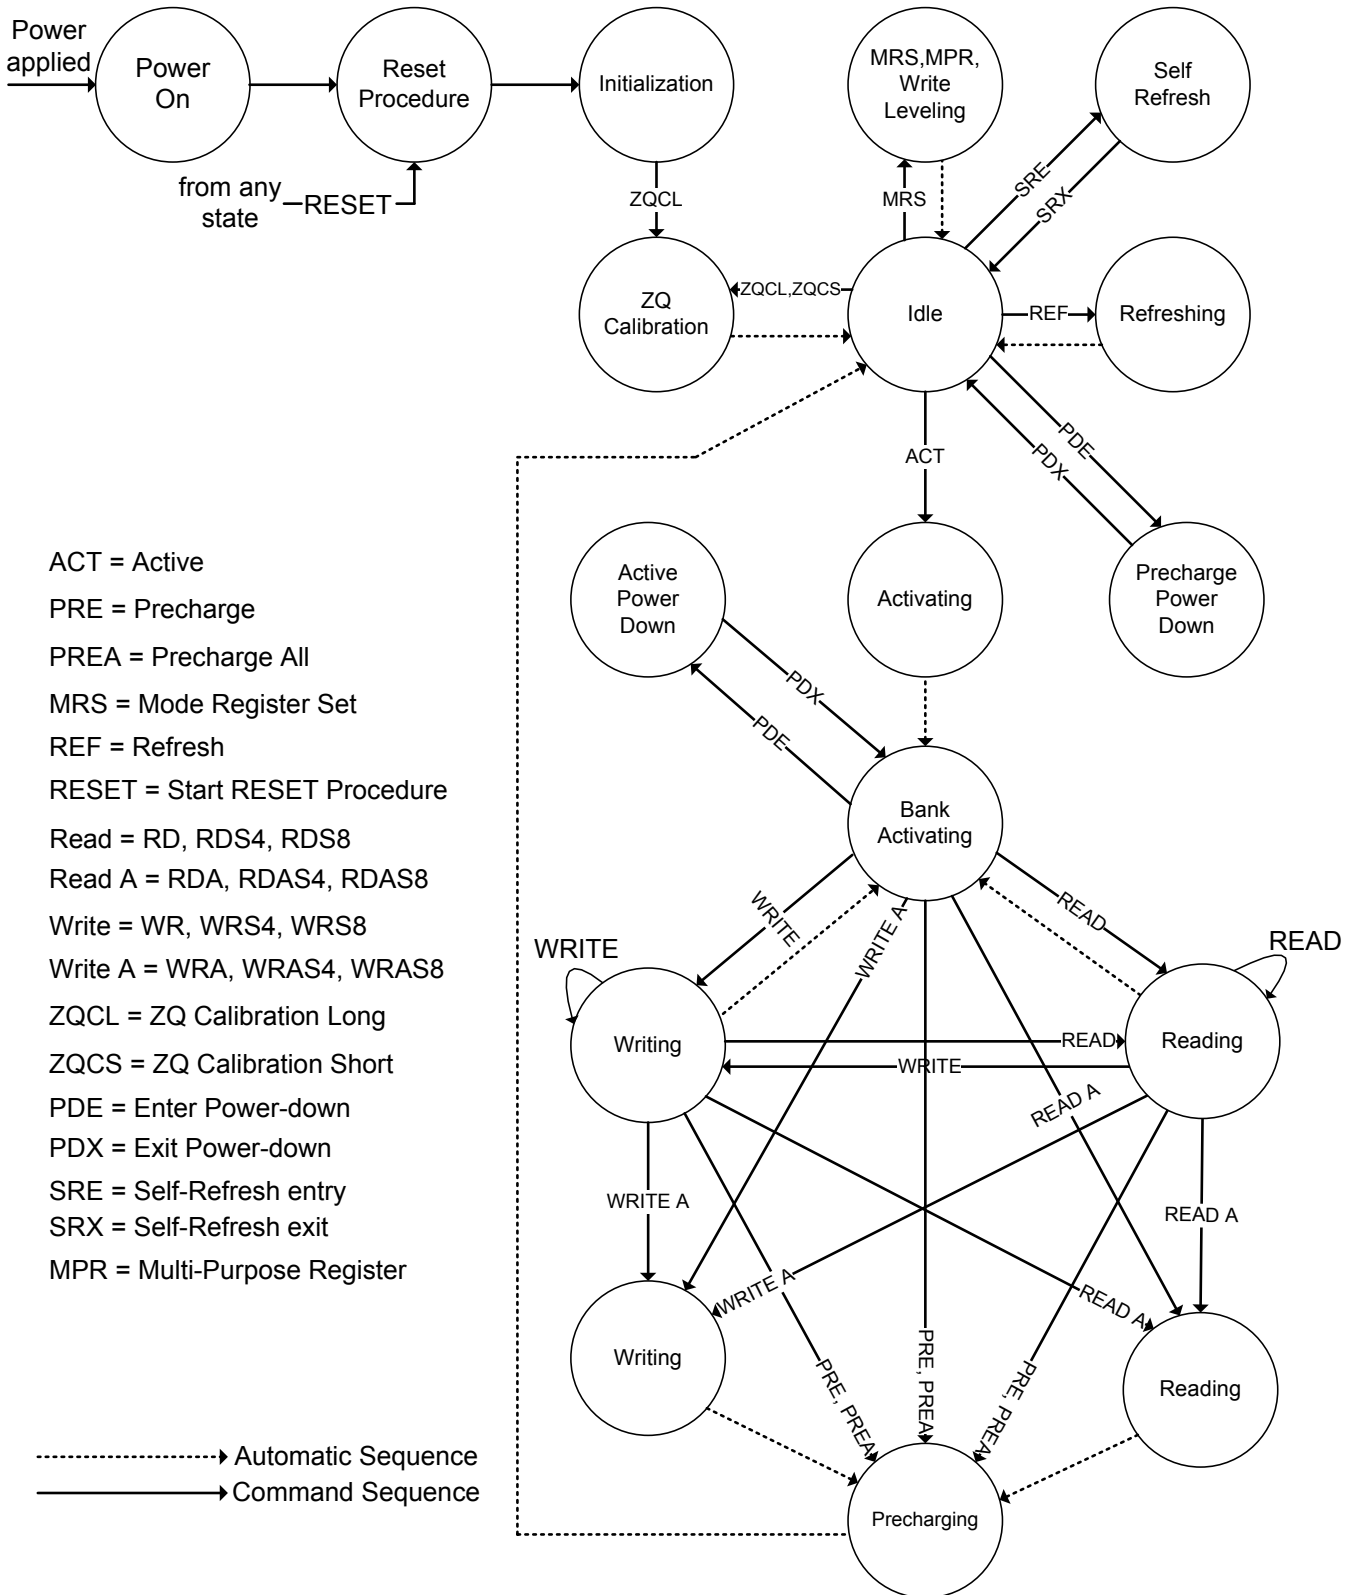 Power
applied
Power
On
Reset
Procedure
Initialization
MRS,MPR,
Write
Leveling
Self
Refresh
from any
state
RESET
ZQCL
MRS
SRE
SRX
ZQ
Calibration
ZQCL,ZQCS
Idle
REF
Refreshing
ACT
PDE
PDX
ACT = Active
PRE = Precharge
PREA = Precharge All
MRS = Mode Register Set
REF = Refresh
RESET = Start RESET Procedure
Read = RD, RDS4, RDS8
Read A = RDA, RDAS4, RDAS8
Write = WR, WRS4, WRS8
Write A = WRA, WRAS4, WRAS8
ZQCL = ZQ Calibration Long
ZQCS = ZQ Calibration Short
PDE = Enter Power-down
PDX = Exit Power-down
SRE = Self-Refresh entry
SRX = Self-Refresh exit
MPR = Multi-Purpose Register
Active
Power
Down
Activating
Precharge
Power
Down
PDX
PDE
Bank
Activating
WRITE
WRITE A
READ
WRITE
READ
Writing
READ
WRITE
Reading
READ A
WRITE A
READ A
WRITE A
READ A
Writing
PRE, PREA
PRE, PREA
PRE, PREA
Reading
Precharging
Automatic Sequence
Command Sequence